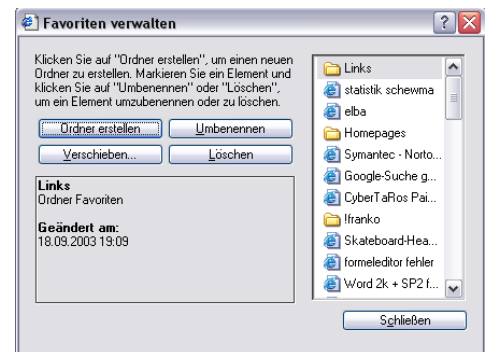 Favoriten verwalten
Klicken Sie auf "Ordner erstellen", um einen neuen
Ordner zu erstellen. Markieren Sie ein Element und
klicken Sie auf "Umbenennen" oder "Löschen",
um ein Element umzubenennen oder zu löschen.
Ordner erstellen
Umbenennen
Verschieben...
Löschen
Links
Ordner Favoriten
Geändert am:
18.09.2003 19:09
Links
statistik schewma
elba
Homepages
Symantec - Norto...
Google-Suche g...
CyberTaRos Pai...
!franko
Skateboard-Hea...
formeleditor fehler
Word 2k + SP2 f...
Schließen